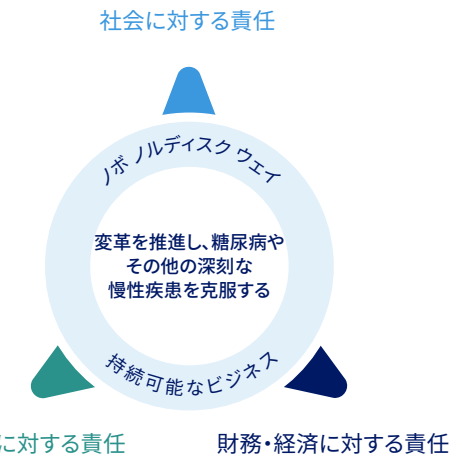 社会に対する責任
ノボ ノルディスク ウェイ
変革を推進し、糖尿病や
その他の深刻な
慢性疾患を克服する
持続可能なビジネス
に対する責任
財務・経済に対する責任